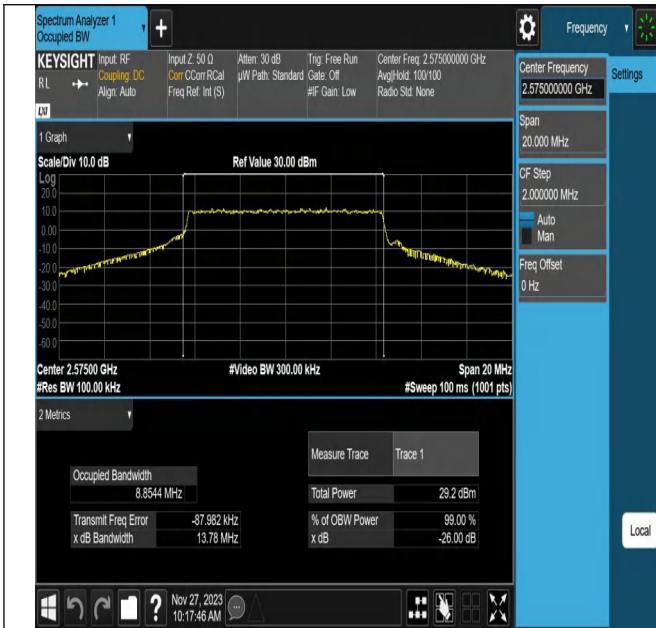 Spectrum Analyzer 1
Occupied BW
+
Frequency
KEYSIGHT Input: RF Input Z: 50 Ω Atten: 30 dB Trig: Free Run Center Freq: 2.575000000 GHz
RL Coupling: DC Corr CCorr RCal µW Path: Standard Gate: Off Avg|Hold: 100/100
Align: Auto Freq Ref: Int (S) #IF Gain: Low Radio Std: None
LXI
Center Frequency
2.575000000 GHz
Settings
Span
20.000 MHz
CF Step
2.000000 MHz
Auto
Man
Freq Offset
0 Hz
Local
1 Graph
Scale/Div 10.0 dB Ref Value 30.00 dBm
Log
20.0
10.0
0.00
-10.0
-20.0
-30.0
-40.0
-50.0
-60.0
Center 2.57500 GHz #Video BW 300.00 kHz Span 20 MHz
#Res BW 100.00 kHz #Sweep 100 ms (1001 pts)
2 Metrics
Measure Trace Trace 1
Occupied Bandwidth
8.8544 MHz
Total Power 29.2 dBm
Transmit Freq Error -87.982 kHz % of OBW Power 99.00 %
x dB Bandwidth 13.78 MHz x dB -26.00 dB
? Nov 27, 2023
10:17:46 AM